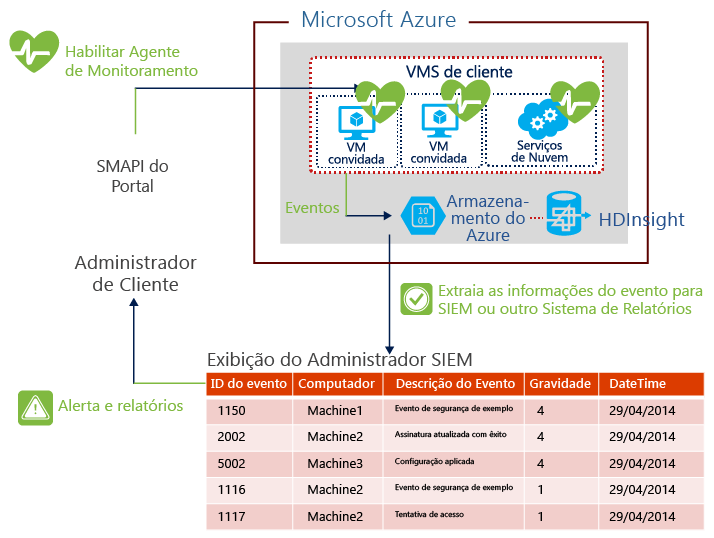 Microsoft Azure
Habilitar Agente
de Monitoramento
VMS de cliente
VM
convidada
VM
convidada
Serviços
de Nuvem
SMAPI do
Portal
Eventos
10
01
Armazena-
mento do
Azure
HDInsight
Administrador
de Cliente
Extraia as informações do evento para
SIEM ou outro Sistema de Relatórios
Exibição do Administrador SIEM
Alerta e relatórios
ID do evento Computador Descrição do Evento Gravidade DateTime
1150 Machine1 Evento de segurança de exemplo 4 29/04/2014
2002 Machine2 Assinatura atualizada com êxito 4 29/04/2014
5002 Machine3 Configuração aplicada 4 29/04/2014
1116 Machine2 Evento de segurança de exemplo 1 29/04/2014
1117 Machine2 Tentativa de acesso 1 29/04/2014